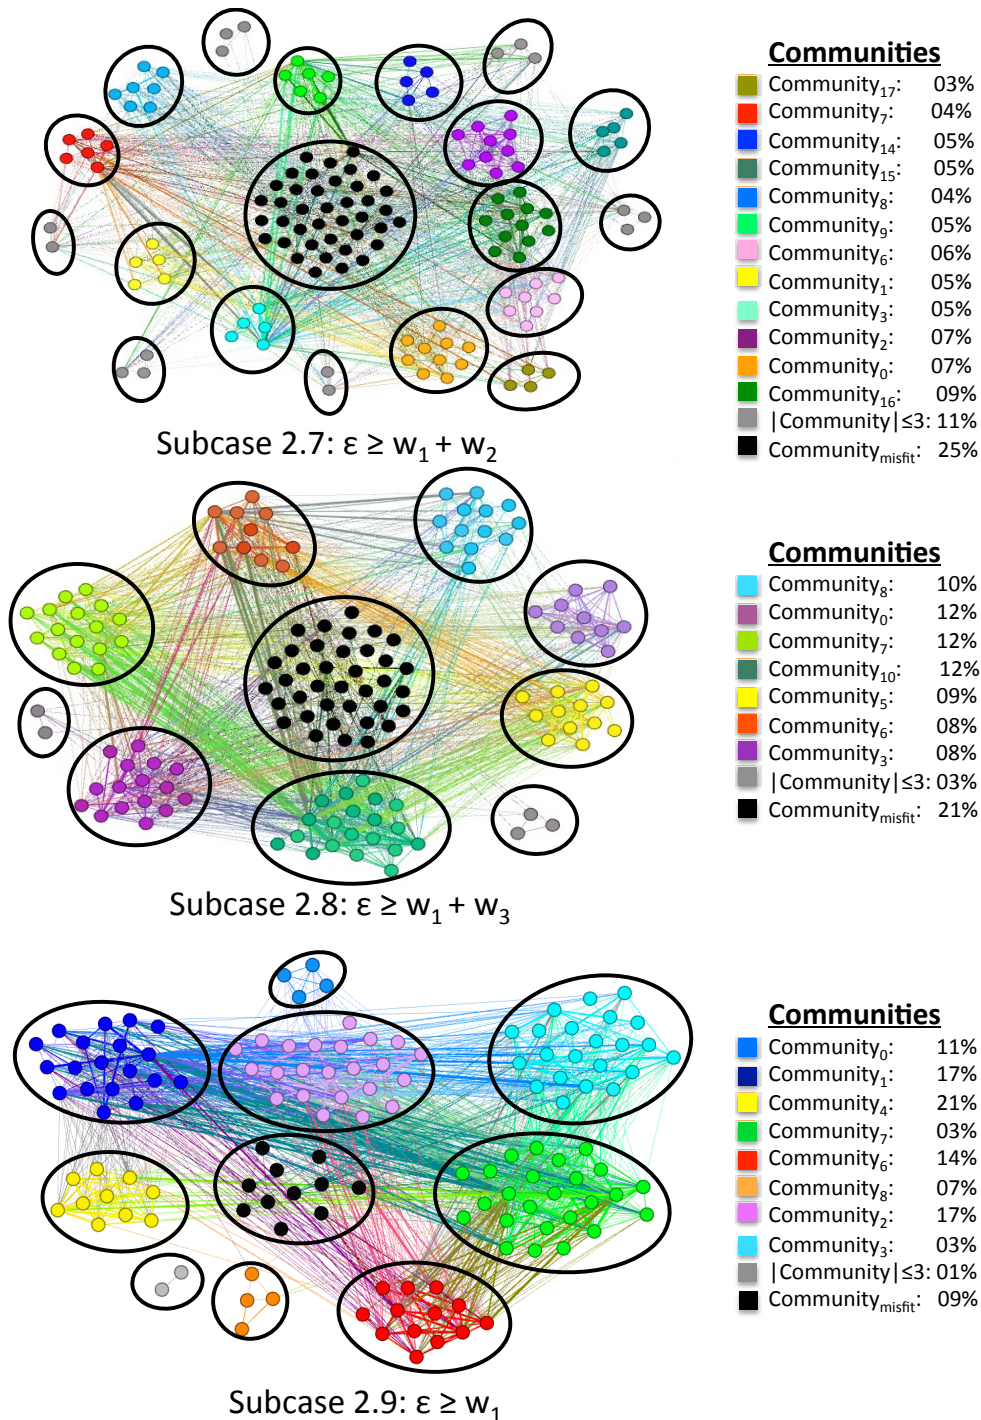 Communities
Community17: 03%
Community7: 04%
Community14: 05%
Community15: 05%
Community8: 04%
Community9: 05%
Community6: 06%
Community1: 05%
Community3: 05%
Community2: 07%
Community0: 07%
Community16: 09%
|Community|≤3: 11%
Communitymisfit: 25%
Subcase 2.7: ε ≥ w1 + w2
Communities
Community8: 10%
Community0: 12%
Community7: 12%
Community10: 12%
Community5: 09%
Community6: 08%
Community3: 08%
|Community|≤3: 03%
Communitymisfit: 21%
Subcase 2.8: ε ≥ w1 + w3
Communities
Community0: 11%
Community1: 17%
Community4: 21%
Community7: 03%
Community6: 14%
Community8: 07%
Community2: 17%
Community3: 03%
|Community|≤3: 01%
Communitymisfit: 09%
Subcase 2.9: ε ≥ w1